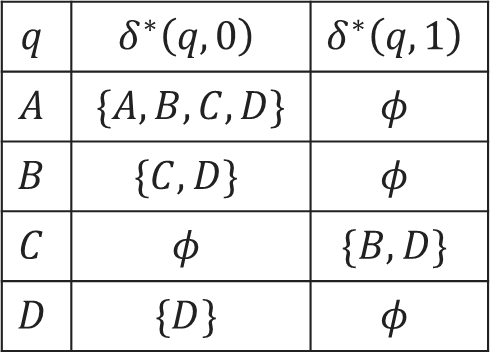 q δ*(q, 0) δ*(q, 1)
A {A, B, C, D} ϕ
B {C, D} ϕ
C ϕ {B, D}
D {D} ϕ